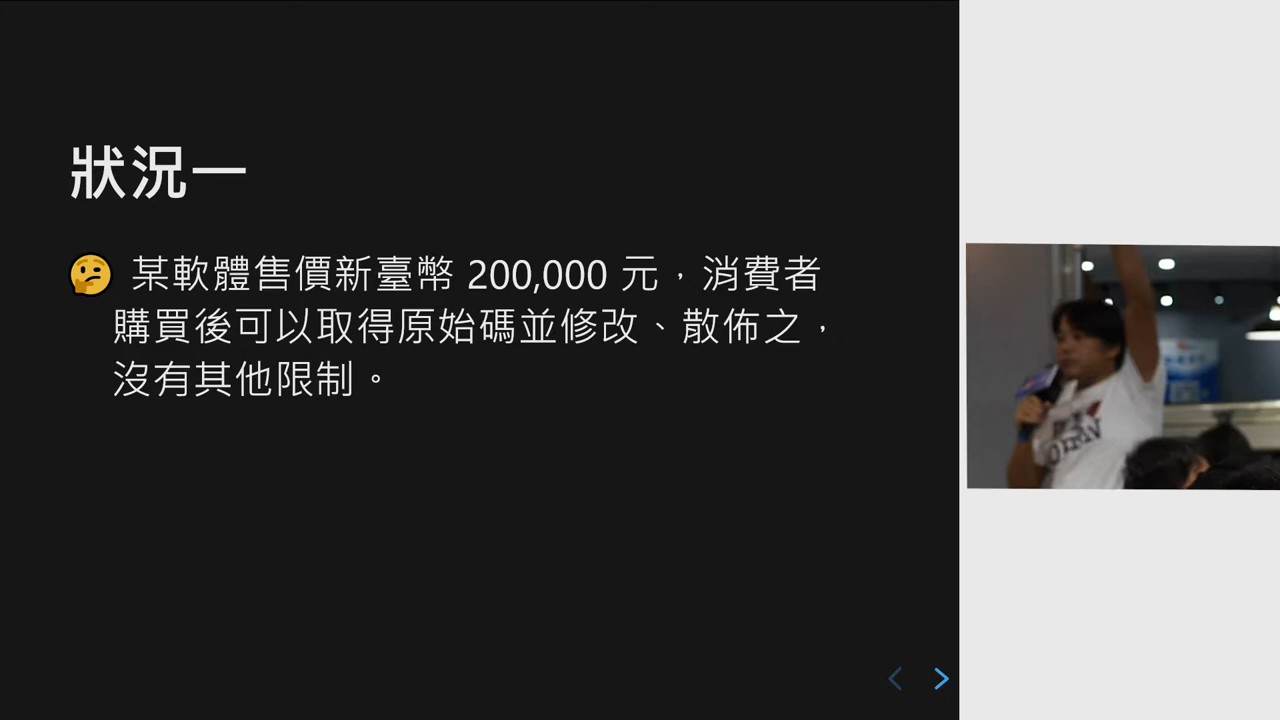 狀況一
🤔 某軟體售價新臺幣 200,000 元，消費者
購買後可以取得原始碼並修改、散佈之，
沒有其他限制。